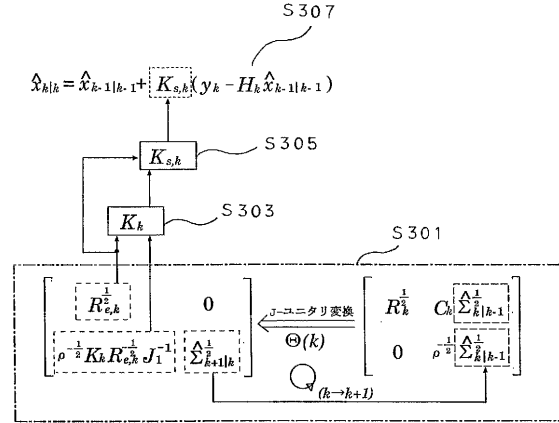 S307
x̂_{k|k} = x̂_{k-1|k-1} + K_{s,k}(y_k − H_k x̂_{k-1|k-1})
K_{s,k}
S305
K_k
S303
S301
R_{e,k}^{1/2} 0
ρ^{-1/2} K_k R_{e,k}^{1/2} J_1^{-1} Σ̂_{k+1|k}^{1/2}
J−ユニタリ変換
Θ(k)
(k→k+1)
R_k^{1/2} C_k Σ̂_{k|k-1}^{1/2}
0 ρ^{-1/2} Σ̂_{k|k-1}^{1/2}